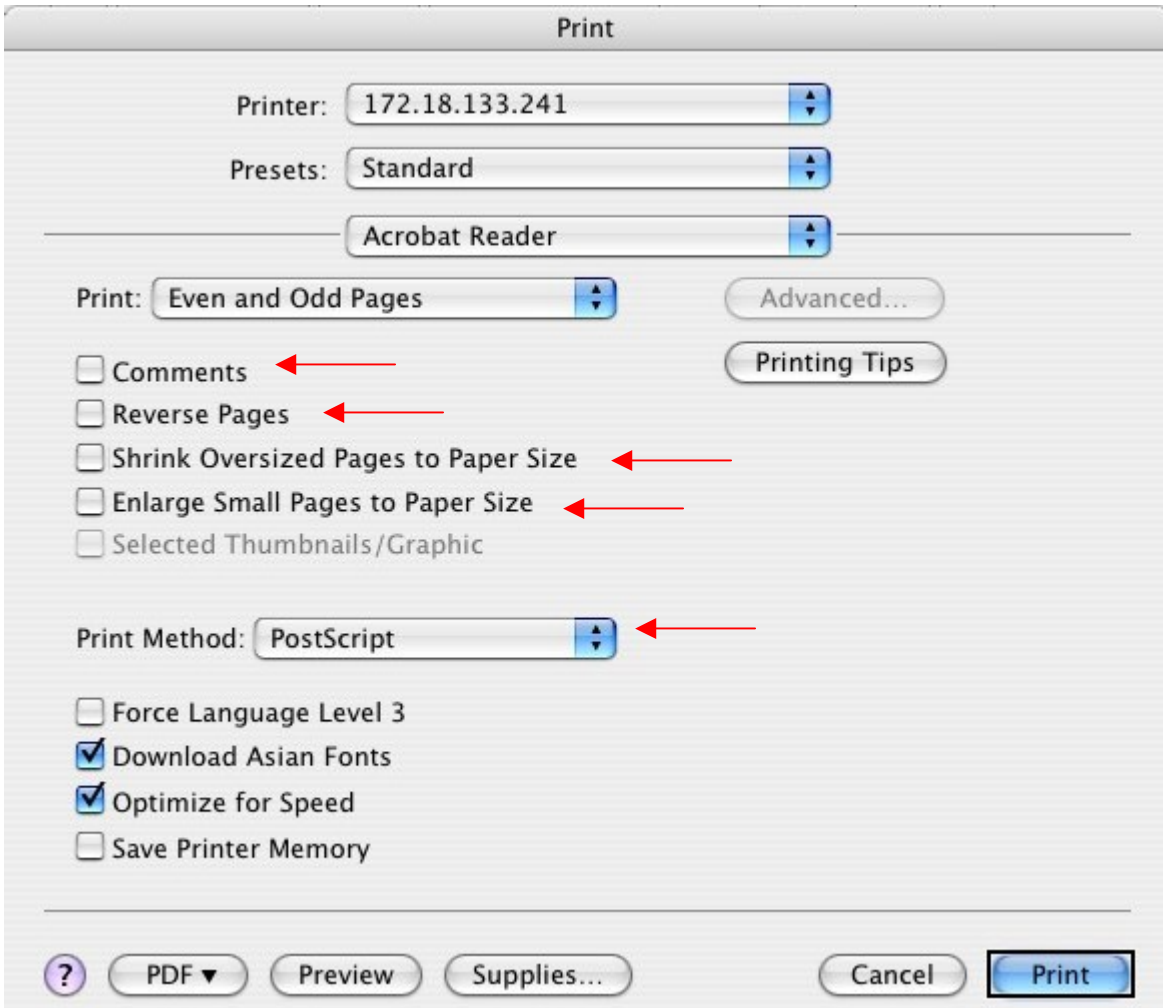 Print
Printer: 172.18.133.241
Presets: Standard
Acrobat Reader
Print: Even and Odd Pages Advanced...
Comments Printing Tips
Reverse Pages
Shrink Oversized Pages to Paper Size
Enlarge Small Pages to Paper Size
Selected Thumbnails/Graphic
Print Method: PostScript
Force Language Level 3
Download Asian Fonts
Optimize for Speed
Save Printer Memory
? PDF ▼ Preview Supplies... Cancel Print